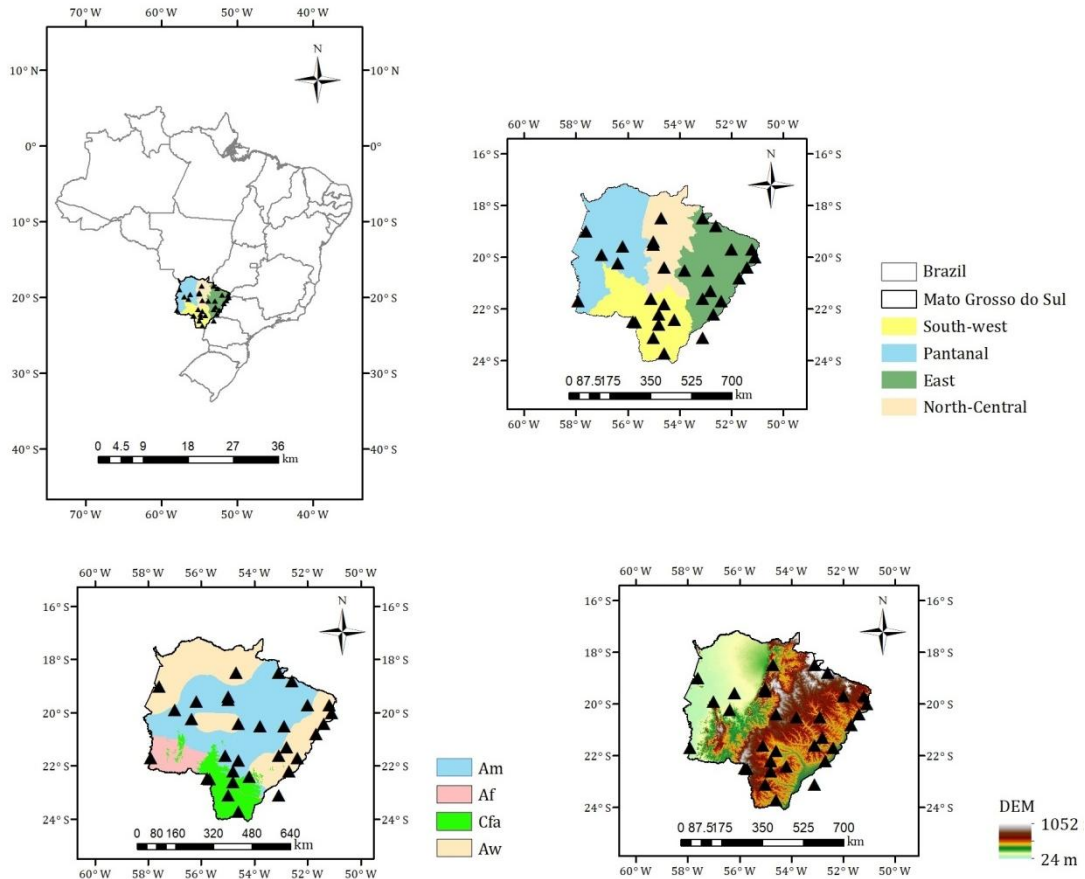 70° W 60° W 50° W 40° W
N
10° N
0°
10° S
20° S
30° S
40° S
10° N
0°
10° S
20° S
30° S
40° S
0 4.5 9 18 27 36
km
70° W 60° W 50° W 40° W
60° W 58° W 56° W 54° W 52° W 50° W
N
16° S
18° S
20° S
22° S
24° S
16° S
18° S
20° S
22° S
24° S
0 87.5175 350 525 700
km
60° W 58° W 56° W 54° W 52° W 50° W
Brazil
Mato Grosso do Sul
South-west
Pantanal
East
North-Central
60° W 58° W 56° W 54° W 52° W 50° W
N
16° S
18° S
20° S
22° S
24° S
16° S
18° S
20° S
22° S
24° S
0 80 160 320 480 640
km
60° W 58° W 56° W 54° W 52° W 50° W
Am
Af
Cfa
Aw
60° W 58° W 56° W 54° W 52° W 50° W
N
16° S
18° S
20° S
22° S
24° S
16° S
18° S
20° S
22° S
24° S
0 87.5175 350 525 700
km
60° W 58° W 56° W 54° W 52° W 50° W
DEM
1052
24 m